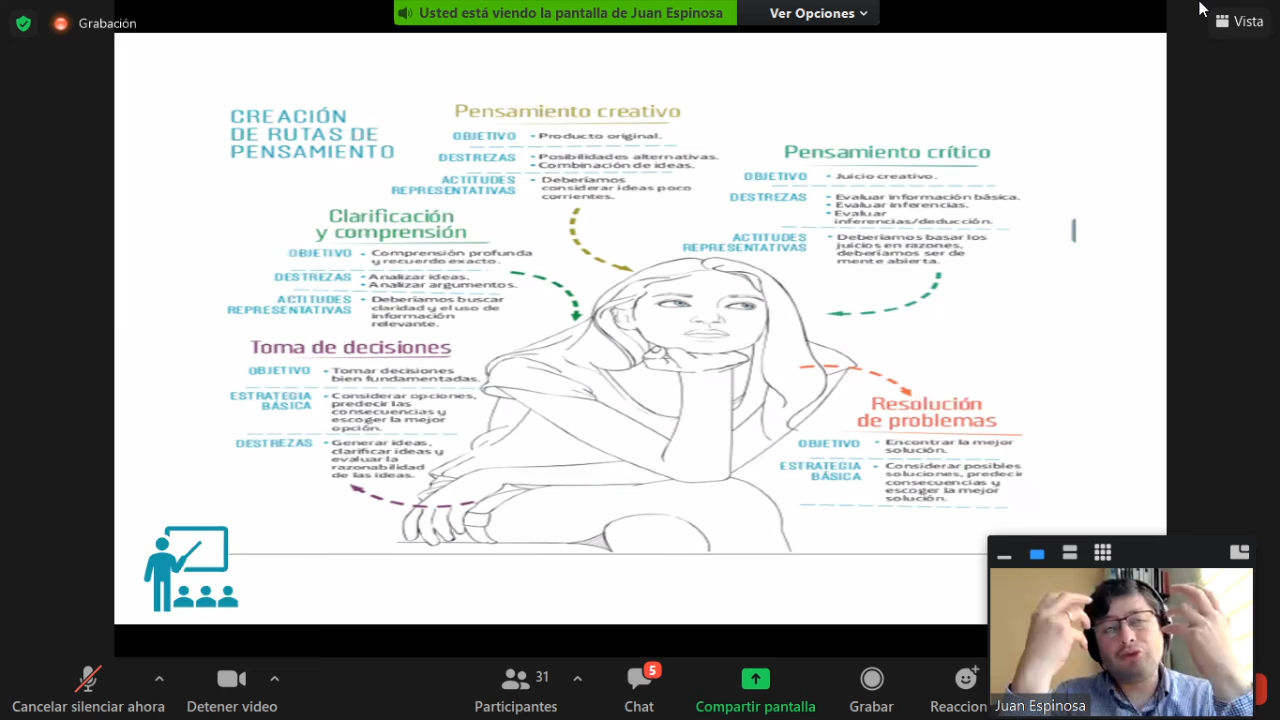 Grabación
Usted está viendo la pantalla de Juan Espinosa
Ver Opciones
Vista
CREACIÓN
DE RUTAS DE
PENSAMIENTO
Pensamiento creativo
OBJETIVO • Producto original.
DESTREZAS • Posibilidades alternativas.
• Combinación de ideas.
ACTITUDES • Deberíamos
REPRESENTATIVAS considerar ideas poco
corrientes.
Pensamiento crítico
OBJETIVO • Juicio creativo.
DESTREZAS • Evaluar información básica.
• Evaluar inferencias.
• Evaluar
inferencias/deducción.
ACTITUDES • Deberíamos basar los
REPRESENTATIVAS juicios en razones,
deberíamos ser de
mente abierta.
Clarificación
y comprensión
OBJETIVO • Comprensión profunda
y recuerdo exacto.
DESTREZAS • Analizar ideas.
• Analizar argumentos.
ACTITUDES • Deberíamos buscar
REPRESENTATIVAS claridad y el uso de
información
relevante.
Toma de decisiones
OBJETIVO • Tomar decisiones
bien fundamentadas.
ESTRATEGIA • Considerar opciones,
BÁSICA predecir las
consecuencias y
escoger la mejor
opción.
DESTREZAS • Generar ideas,
clarificar ideas y
evaluar la
razonabilidad
de las ideas.
Resolución
de problemas
OBJETIVO • Encontrar la mejor
solución.
ESTRATEGIA • Considerar posibles
BÁSICA soluciones, predecir
consecuencias y
escoger la mejor
solución.
Juan Espinosa
31
5
Cancelar silenciar ahora
Detener video
Participantes
Chat
Compartir pantalla
Grabar
Reaccion